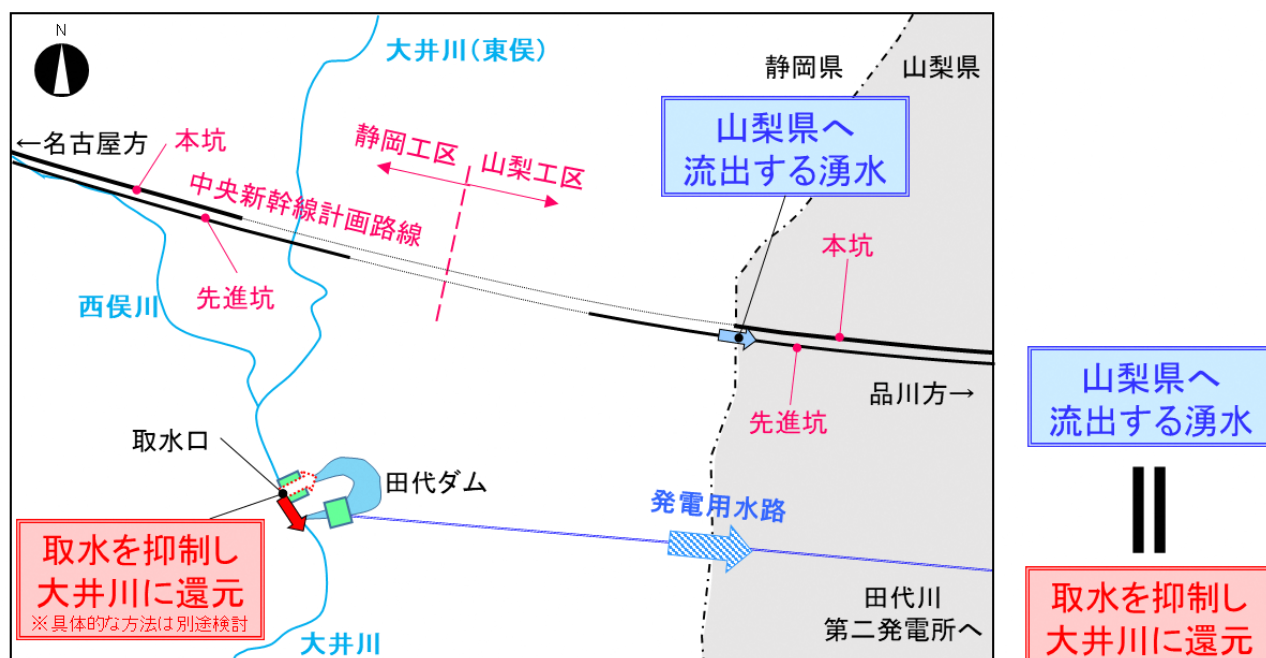 N
大井川(東俣)
静岡県
山梨県
山梨県へ
流出する湧水
←名古屋方
本坑
静岡工区
山梨工区
中央新幹線計画路線
先進坑
西俣川
本坑
先進坑
品川方→
取水口
田代ダム
発電用水路
取水を抑制し
大井川に還元
※具体的な方法は別途検討
大井川
田代川
第二発電所へ
山梨県へ
流出する湧水
取水を抑制し
大井川に還元